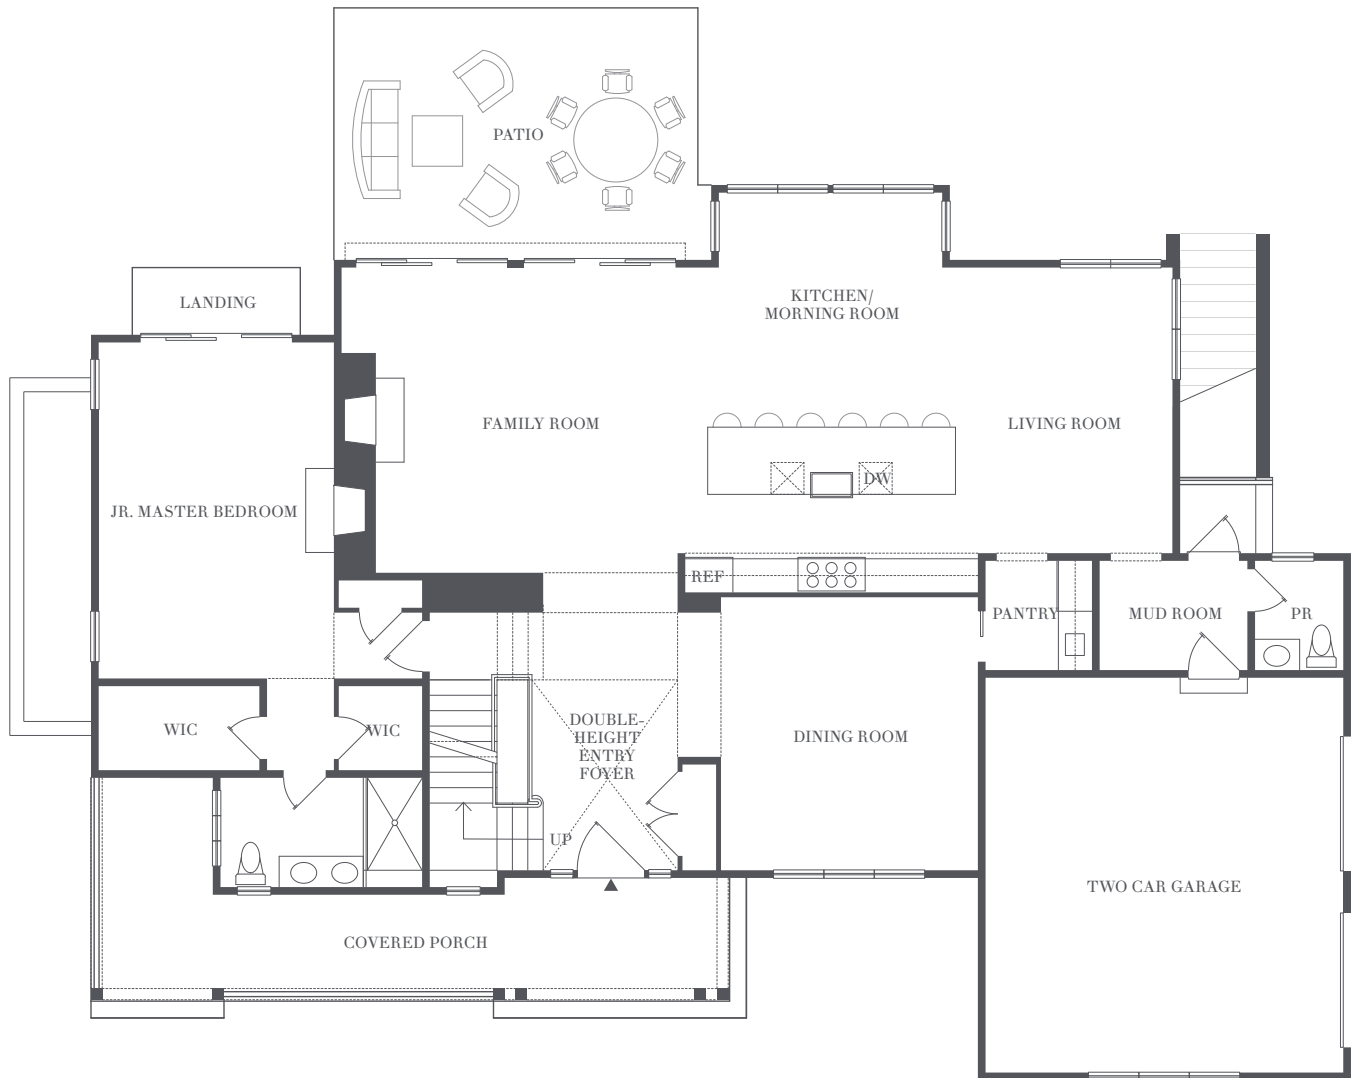 PATIO
LANDING
KITCHEN/
MORNING ROOM
FAMILY ROOM
LIVING ROOM
DW
JR. MASTER BEDROOM
REF
PANTRY
MUD ROOM
PR
WIC
WIC
DOUBLE-
HEIGHT
ENTRY
FOYER
DINING ROOM
UP
TWO CAR GARAGE
COVERED PORCH